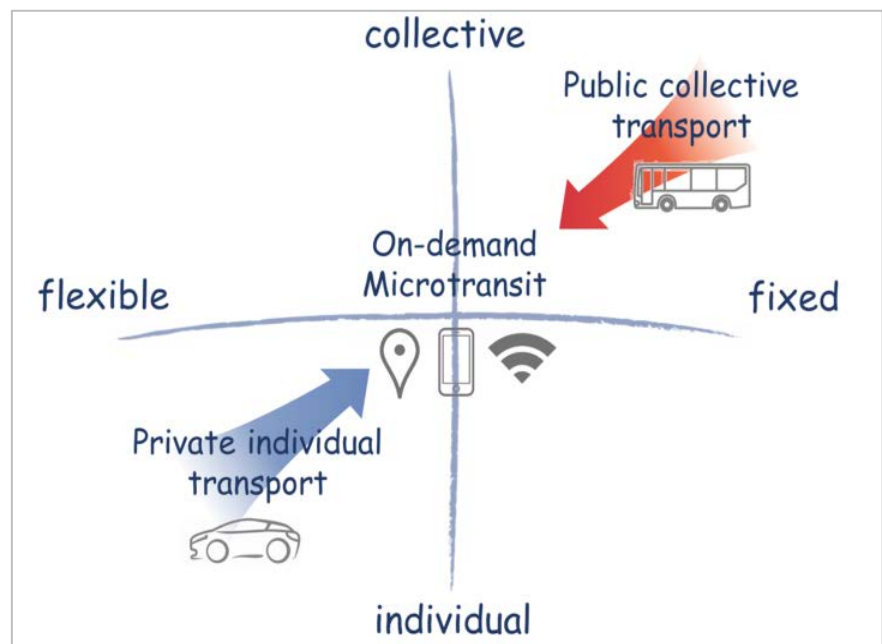 collective
Public collective
transport
On-demand
Microtransit
flexible
fixed
Private individual
transport
individual